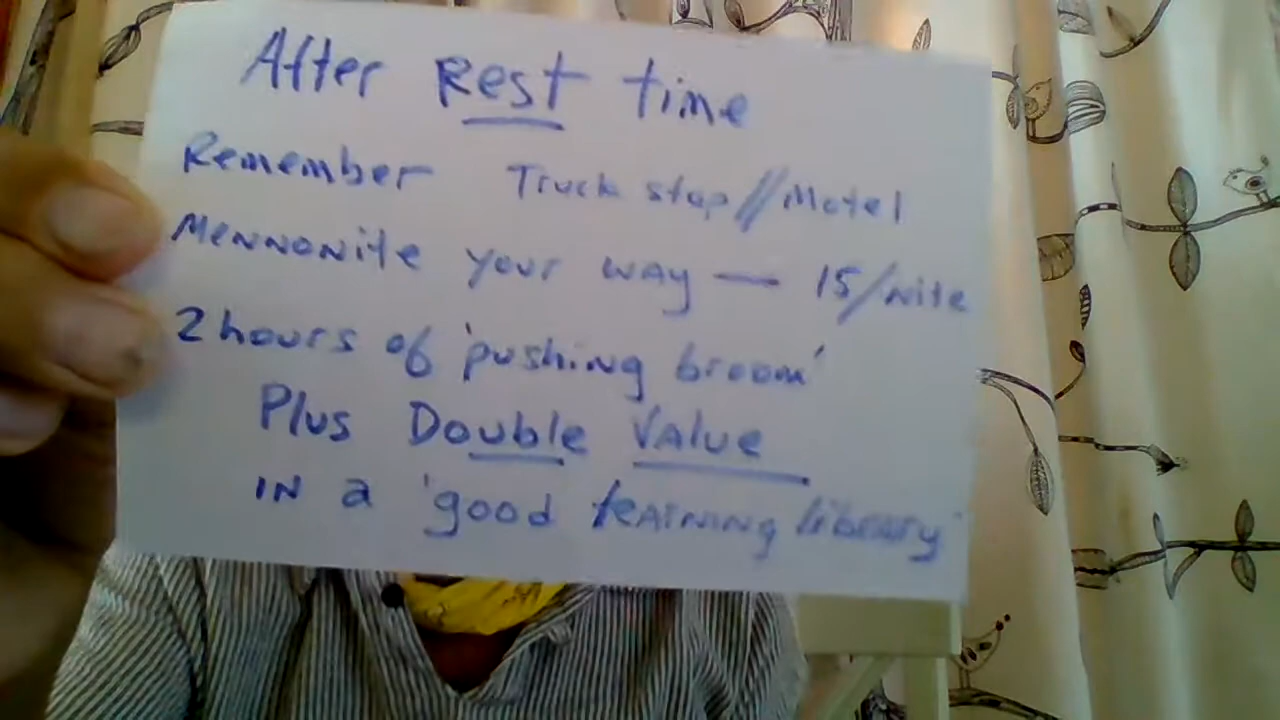 After Rest time
Remember Truck stop//Motel
Mennonite your way — 15/nite
2 hours of 'pushing broom'
Plus Double Value
in a 'good teaining library'